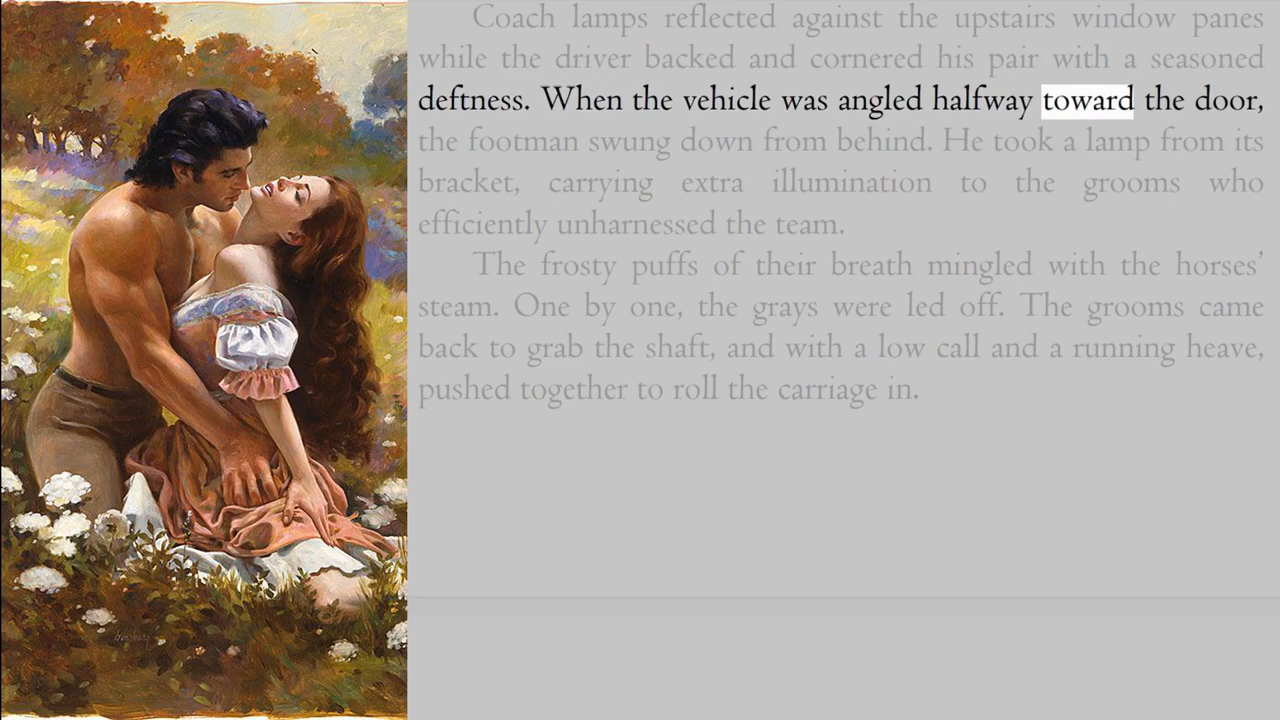 Coach lamps reflected against the upstairs window panes
while the driver backed and cornered his pair with a seasoned
deftness. When the vehicle was angled halfway toward the door,
the footman swung down from behind. He took a lamp from its
bracket, carrying extra illumination to the grooms who
efficiently unharnessed the team.
The frosty puffs of their breath mingled with the horses’
steam. One by one, the grays were led off. The grooms came
back to grab the shaft, and with a low call and a running heave,
pushed together to roll the carriage in.